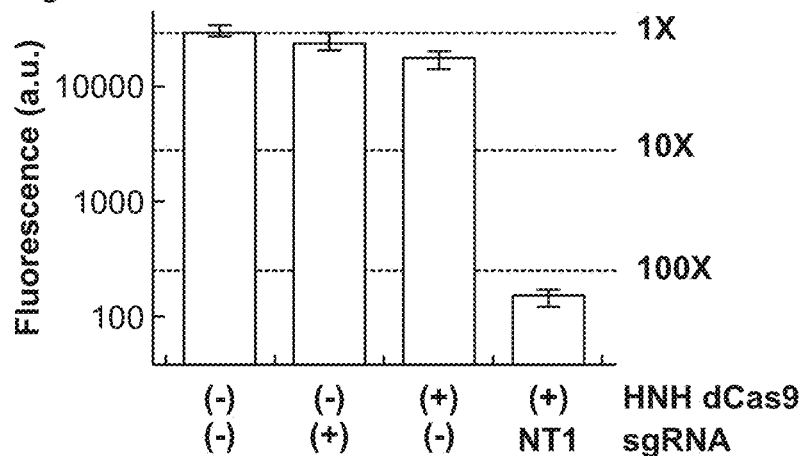 1X
10000
10X
1000
100X
100
Fluorescence (a.u.)
(-) (-) (+) (+) HNH dCas9
(-) (+) (-) NT1 sgRNA